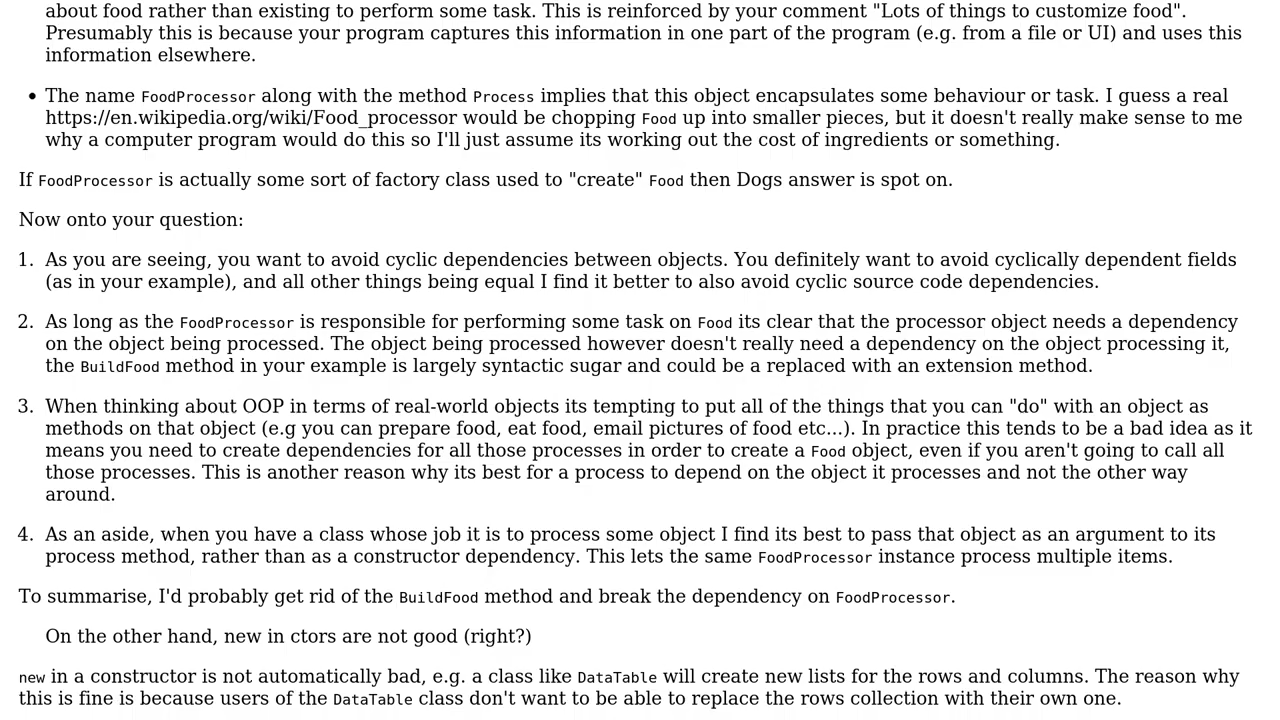 about food rather than existing to perform some task. This is reinforced by your comment "Lots of things to customize food".
Presumably this is because your program captures this information in one part of the program (e.g. from a file or UI) and uses this
information elsewhere.
• The name FoodProcessor along with the method Process implies that this object encapsulates some behaviour or task. I guess a real
https://en.wikipedia.org/wiki/Food_processor would be chopping Food up into smaller pieces, but it doesn't really make sense to me
why a computer program would do this so I'll just assume its working out the cost of ingredients or something.
If FoodProcessor is actually some sort of factory class used to "create" Food then Dogs answer is spot on.
Now onto your question:
1. As you are seeing, you want to avoid cyclic dependencies between objects. You definitely want to avoid cyclically dependent fields
(as in your example), and all other things being equal I find it better to also avoid cyclic source code dependencies.
2. As long as the FoodProcessor is responsible for performing some task on Food its clear that the processor object needs a dependency
on the object being processed. The object being processed however doesn't really need a dependency on the object processing it,
the BuildFood method in your example is largely syntactic sugar and could be a replaced with an extension method.
3. When thinking about OOP in terms of real-world objects its tempting to put all of the things that you can "do" with an object as
methods on that object (e.g you can prepare food, eat food, email pictures of food etc...). In practice this tends to be a bad idea as it
means you need to create dependencies for all those processes in order to create a Food object, even if you aren't going to call all
those processes. This is another reason why its best for a process to depend on the object it processes and not the other way
around.
4. As an aside, when you have a class whose job it is to process some object I find its best to pass that object as an argument to its
process method, rather than as a constructor dependency. This lets the same FoodProcessor instance process multiple items.
To summarise, I'd probably get rid of the BuildFood method and break the dependency on FoodProcessor.
On the other hand, new in ctors are not good (right?)
new in a constructor is not automatically bad, e.g. a class like DataTable will create new lists for the rows and columns. The reason why
this is fine is because users of the DataTable class don't want to be able to replace the rows collection with their own one.